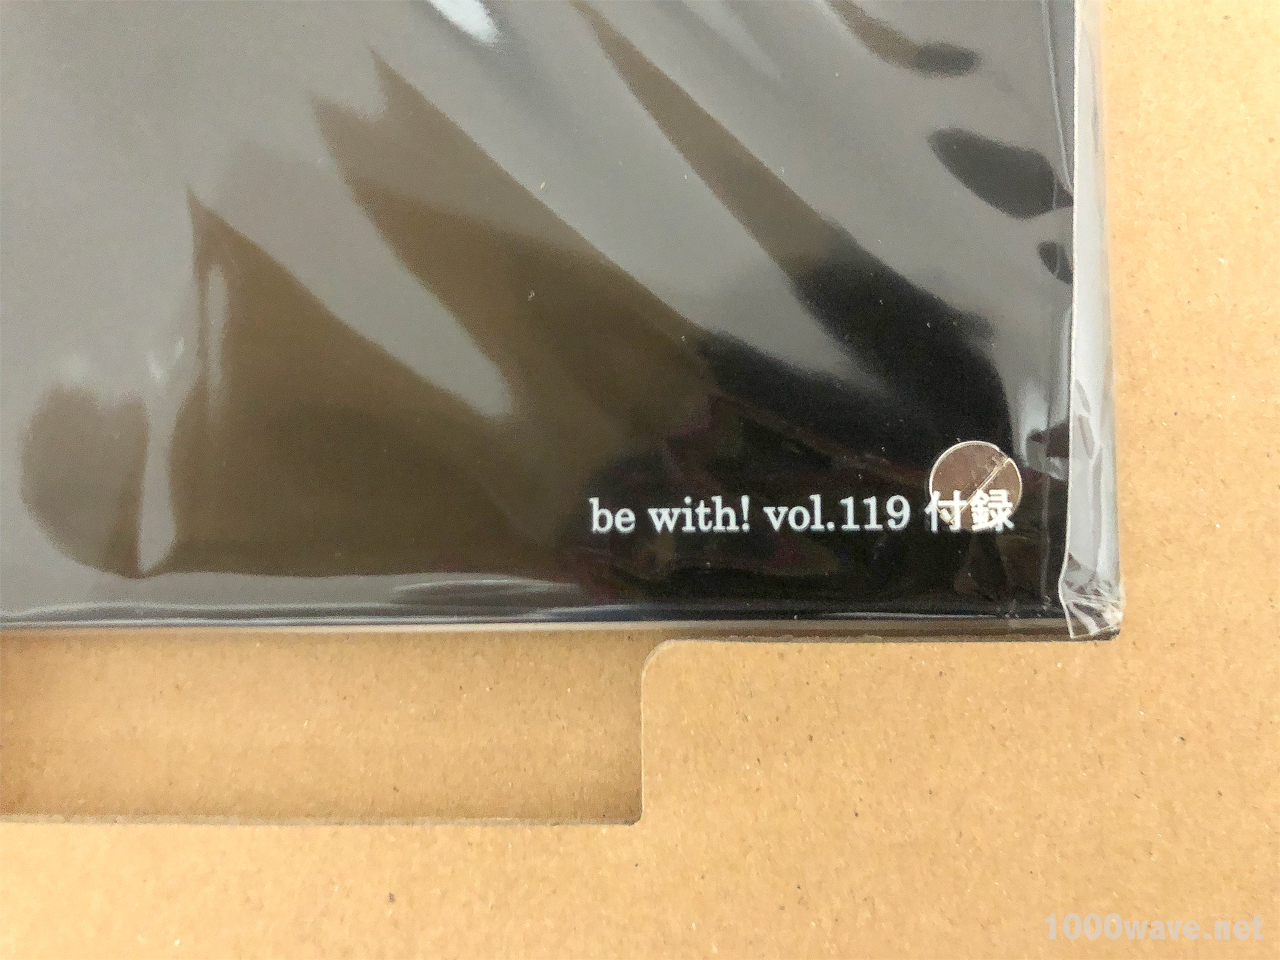 be with! vol.119 付録
1000wave.net